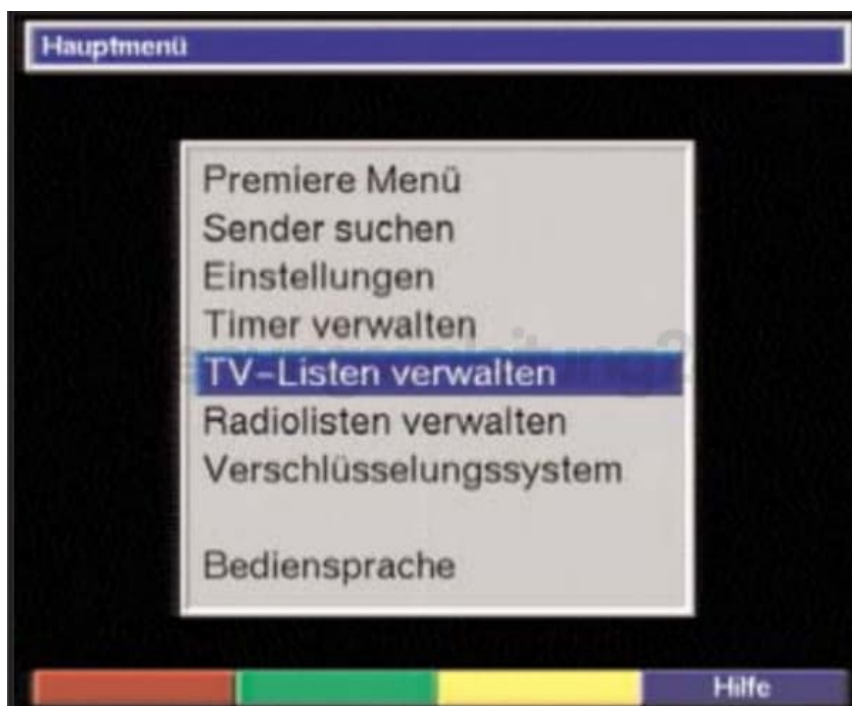 Hauptmenü
Premiere Menü
Sender suchen
Einstellungen
Timer verwalten
TV-Listen verwalten
Radiolisten verwalten
Verschlüsselungssystem
Bediensprache
Hilfe